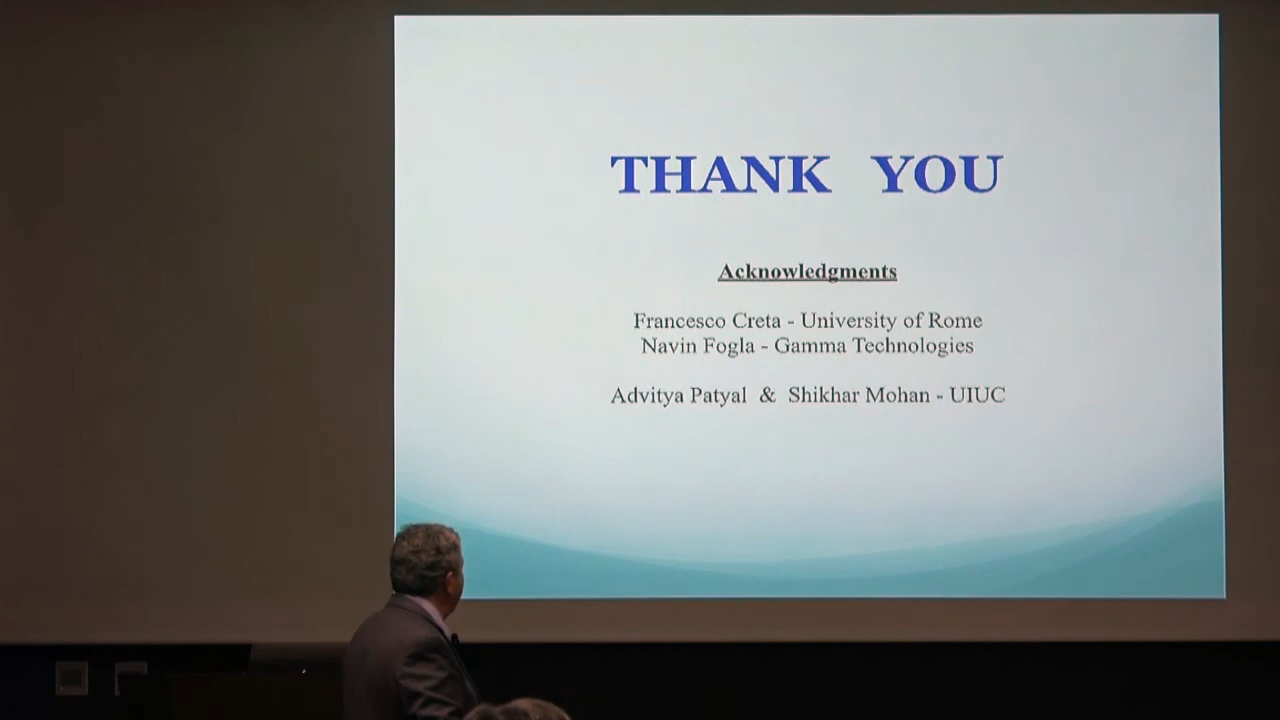 THANK YOU
Acknowledgments
Francesco Creta - University of Rome
Navin Fogla - Gamma Technologies
Advitya Patyal & Shikhar Mohan - UIUC